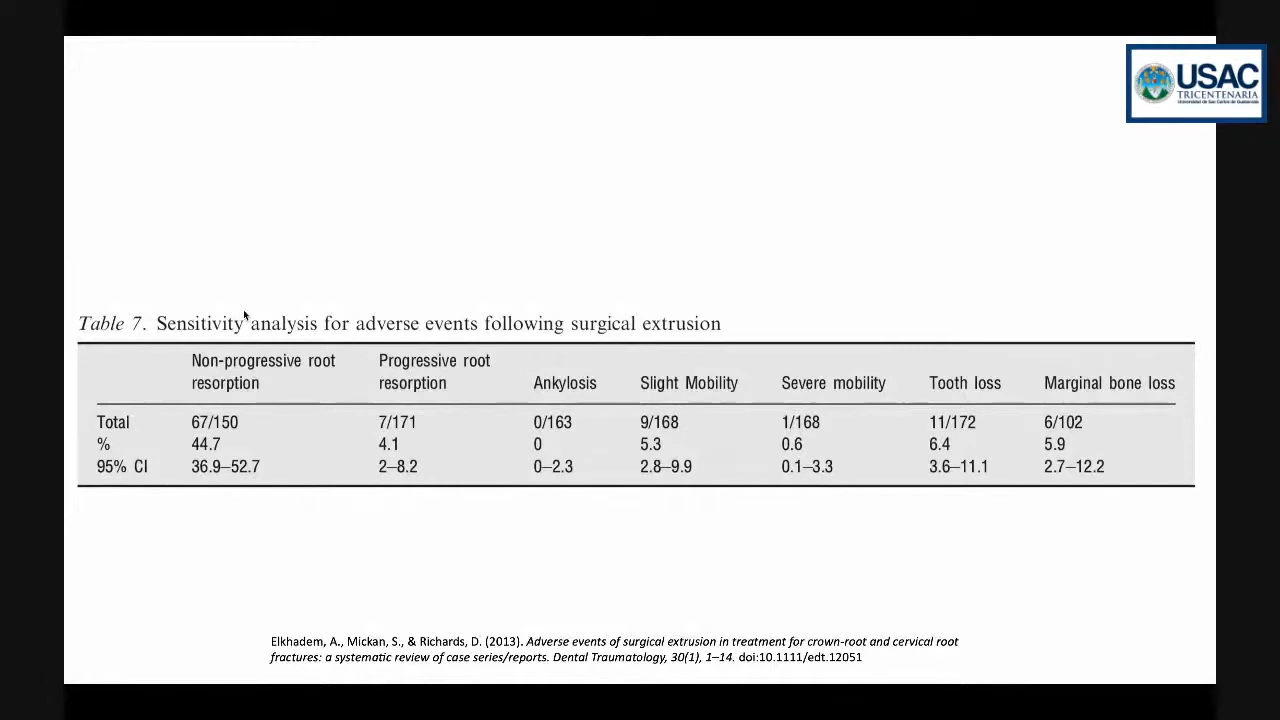 USAC
TRICENTENARIA
Universidad de San Carlos de Guatemala
Table 7. Sensitivity analysis for adverse events following surgical extrusion
Non-progressive root resorption Progressive root resorption Ankylosis Slight Mobility Severe mobility Tooth loss Marginal bone loss
Total 67/150 7/171 0/163 9/168 1/168 11/172 6/102
% 44.7 4.1 0 5.3 0.6 6.4 5.9
95% CI 36.9–52.7 2–8.2 0–2.3 2.8–9.9 0.1–3.3 3.6–11.1 2.7–12.2
Elkhadem, A., Mickan, S., & Richards, D. (2013). Adverse events of surgical extrusion in treatment for crown-root and cervical root
fractures: a systematic review of case series/reports. Dental Traumatology, 30(1), 1–14. doi:10.1111/edt.12051